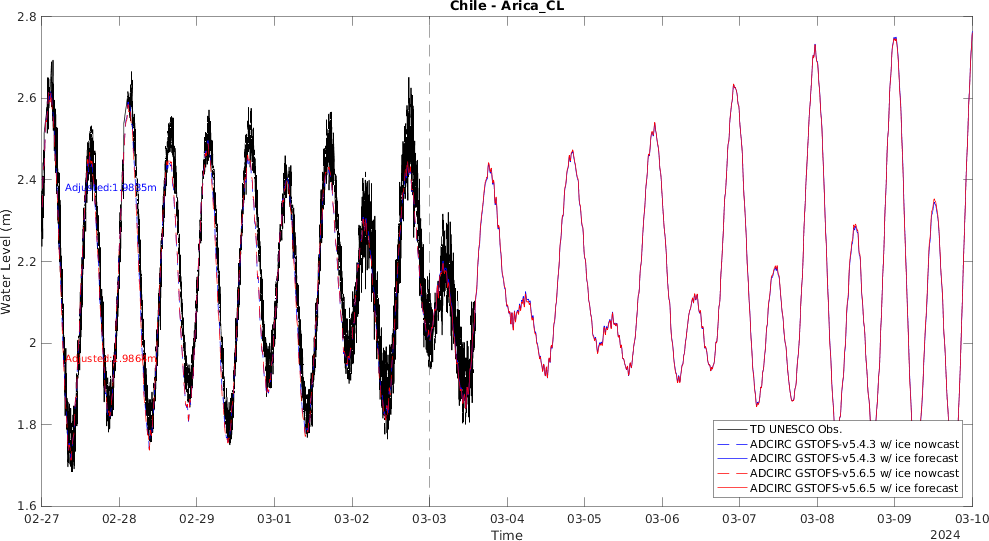 Chile - Arica_CL
2.8
2.6
2.4
2.2
2
1.8
1.6
Water Level (m)
Adjusted:1.9835m
TD UNESCO Obs.
ADCIRC GSTOFS-v5.4.3 w/ ice nowcast
ADCIRC GSTOFS-v5.4.3 w/ ice forecast
ADCIRC GSTOFS-v5.6.5 w/ ice nowcast
ADCIRC GSTOFS-v5.6.5 w/ ice forecast
02-27
02-28
02-29
03-01
03-02
03-03
03-04
03-05
03-06
03-07
03-08
03-09
03-10
Time
2024